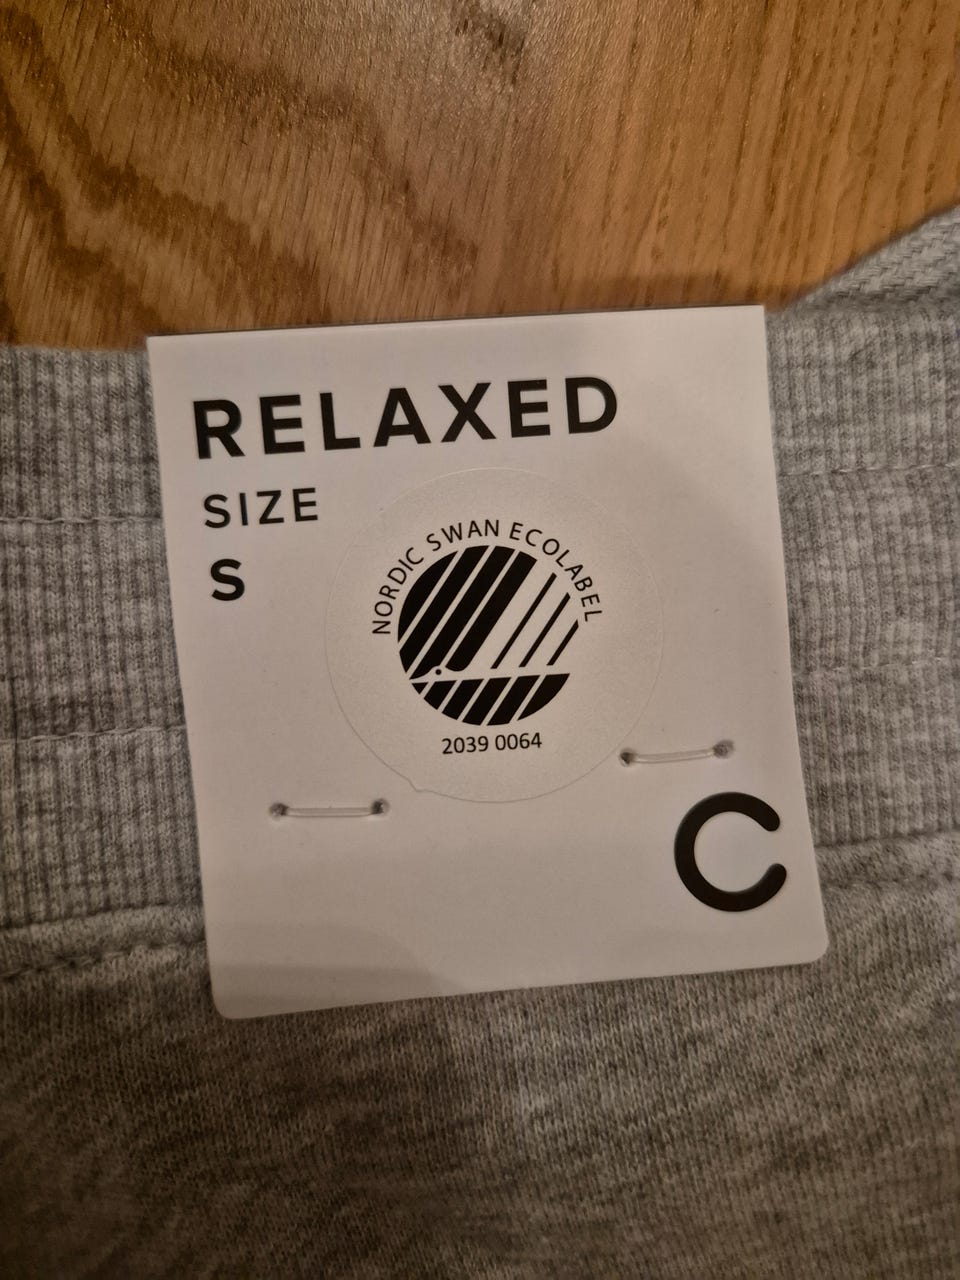 RELAXED
SIZE
S
NORDIC SWAN ECOLABEL
2039 0064
C